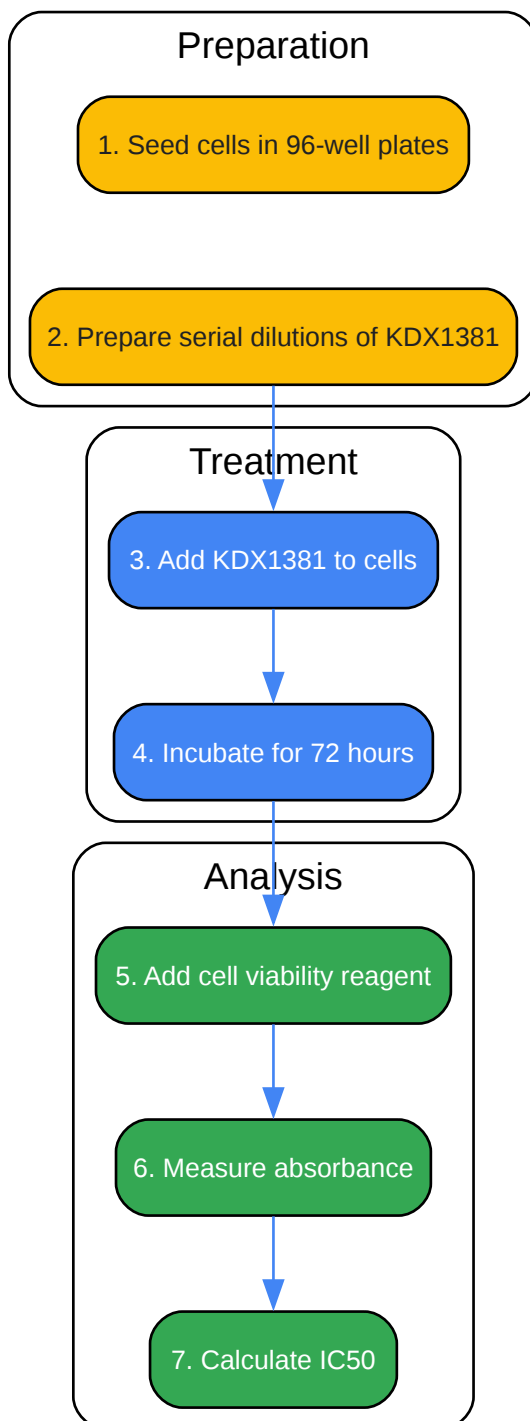 Preparation
1. Seed cells in 96-well plates
2. Prepare serial dilutions of KDX1381
Treatment
3. Add KDX1381 to cells
4. Incubate for 72 hours
Analysis
5. Add cell viability reagent
6. Measure absorbance
7. Calculate IC50